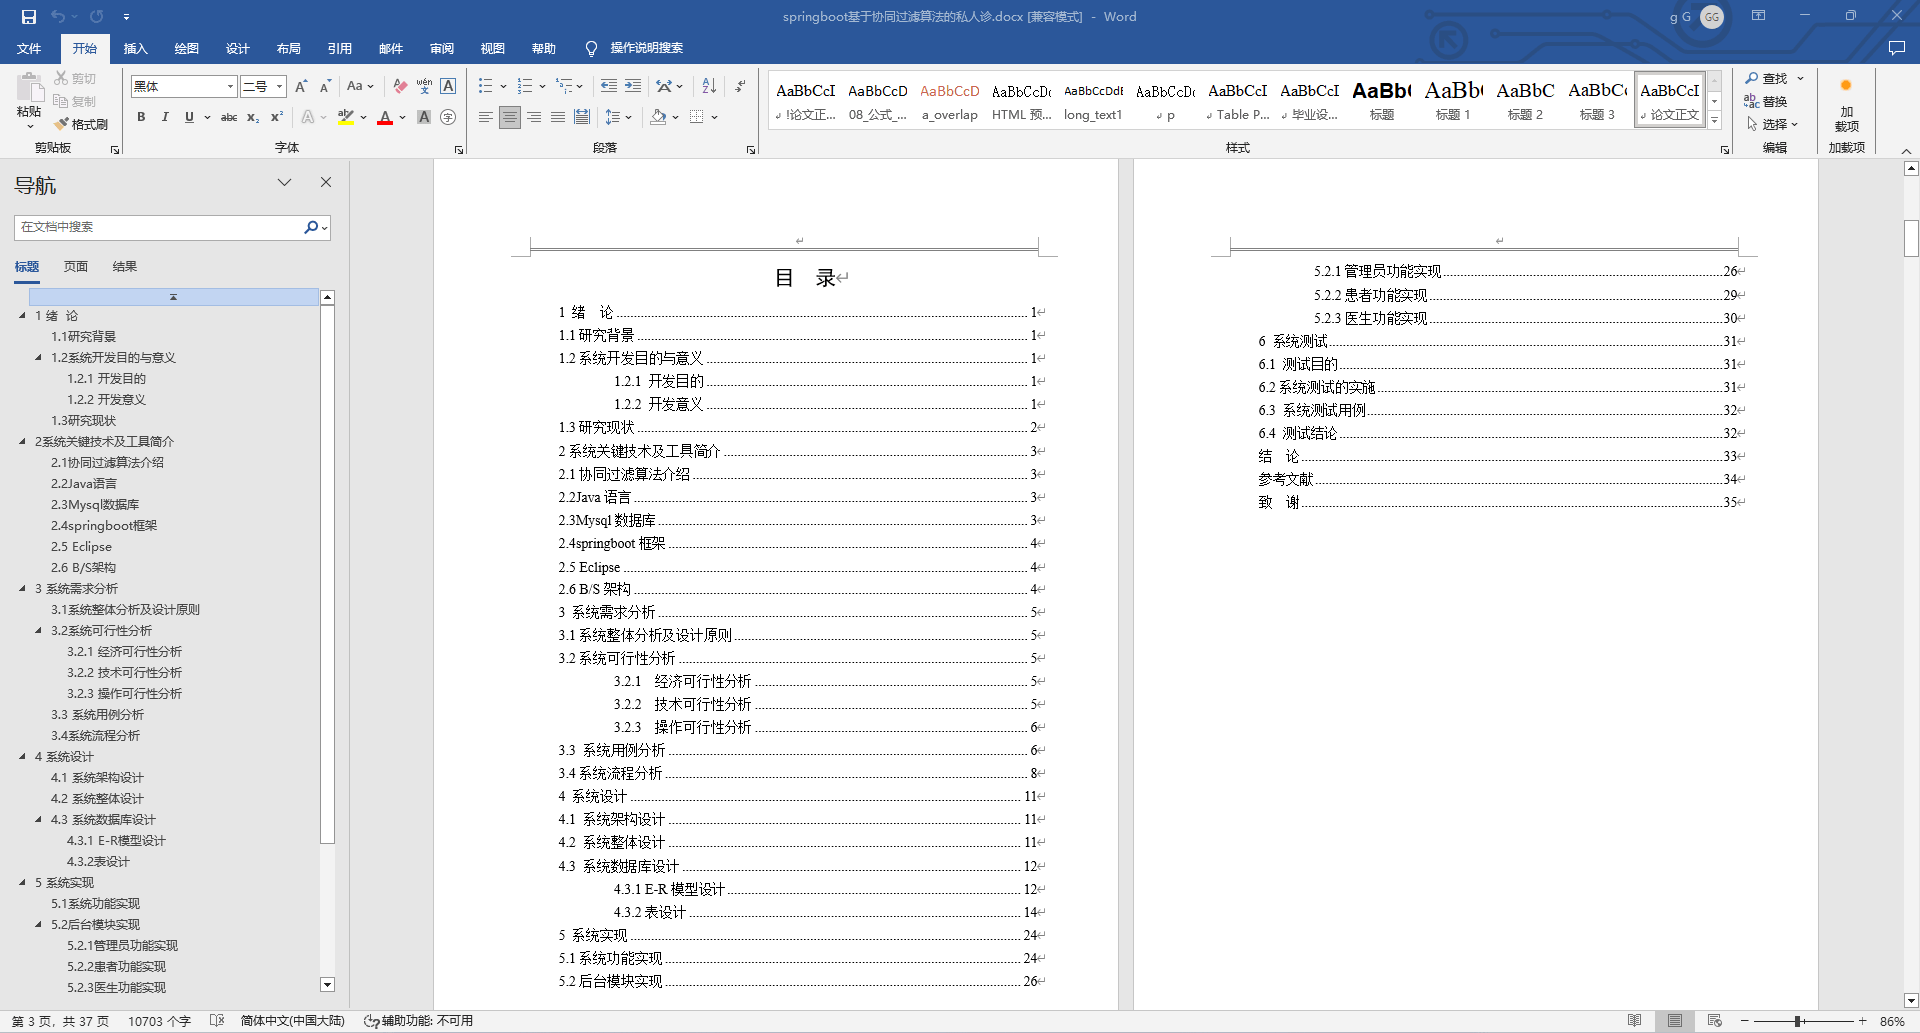 springboot基于协同过滤算法的私人诊.docx [兼容模式] - Word
g G
GG
文件 开始 插入 绘图 设计 布局 引用 邮件 审阅 视图 帮助 操作说明搜索
粘贴 剪切 复制 格式刷
剪贴板
黑体 二号
字体
段落
AaBbCcI AaBbCcD AaBbCcD AaBbCcDc AaBbCcDdE AaBbCcDc AaBbCcI AaBbCcI AaBb( AaBb( AaBbC AaBbC( AaBbCcI
↲ !论文正... 08_公式_... a_overlap HTML 预... long_text1 ↲ p ↲ Table P... ↲ 毕业设... 标题 标题 1 标题 2 标题 3 ↲ 论文正文
样式
查找
替换
选择
编辑
加载项
加载项
导航
在文档中搜索
标题 页面 结果
1 绪 论
1.1研究背景
1.2系统开发目的与意义
1.2.1 开发目的
1.2.2 开发意义
1.3研究现状
2系统关键技术及工具简介
2.1协同过滤算法介绍
2.2Java语言
2.3Mysql数据库
2.4springboot框架
2.5 Eclipse
2.6 B/S架构
3 系统需求分析
3.1系统整体分析及设计原则
3.2系统可行性分析
3.2.1 经济可行性分析
3.2.2 技术可行性分析
3.2.3 操作可行性分析
3.3 系统用例分析
3.4系统流程分析
4 系统设计
4.1 系统架构设计
4.2 系统整体设计
4.3 系统数据库设计
4.3.1 E-R模型设计
4.3.2表设计
5 系统实现
5.1系统功能实现
5.2后台模块实现
5.2.1管理员功能实现
5.2.2患者功能实现
5.2.3医生功能实现
目 录
1 绪 论 1
1.1 研究背景 1
1.2 系统开发目的与意义 1
1.2.1 开发目的 1
1.2.2 开发意义 1
1.3 研究现状 2
2 系统关键技术及工具简介 3
2.1 协同过滤算法介绍 3
2.2Java 语言 3
2.3Mysql 数据库 3
2.4springboot 框架 4
2.5 Eclipse 4
2.6 B/S 架构 4
3 系统需求分析 5
3.1 系统整体分析及设计原则 5
3.2 系统可行性分析 5
3.2.1 经济可行性分析 5
3.2.2 技术可行性分析 5
3.2.3 操作可行性分析 6
3.3 系统用例分析 6
3.4 系统流程分析 8
4 系统设计 11
4.1 系统架构设计 11
4.2 系统整体设计 11
4.3 系统数据库设计 12
4.3.1 E-R 模型设计 12
4.3.2 表设计 14
5 系统实现 24
5.1 系统功能实现 24
5.2 后台模块实现 26
5.2.1 管理员功能实现 26
5.2.2 患者功能实现 29
5.2.3 医生功能实现 30
6 系统测试 31
6.1 测试目的 31
6.2 系统测试的实施 31
6.3 系统测试用例 32
6.4 测试结论 32
结 论 33
参考文献 34
致 谢 35
第 3 页，共 37 页 10703 个字 简体中文(中国大陆) 辅助功能: 不可用 86%